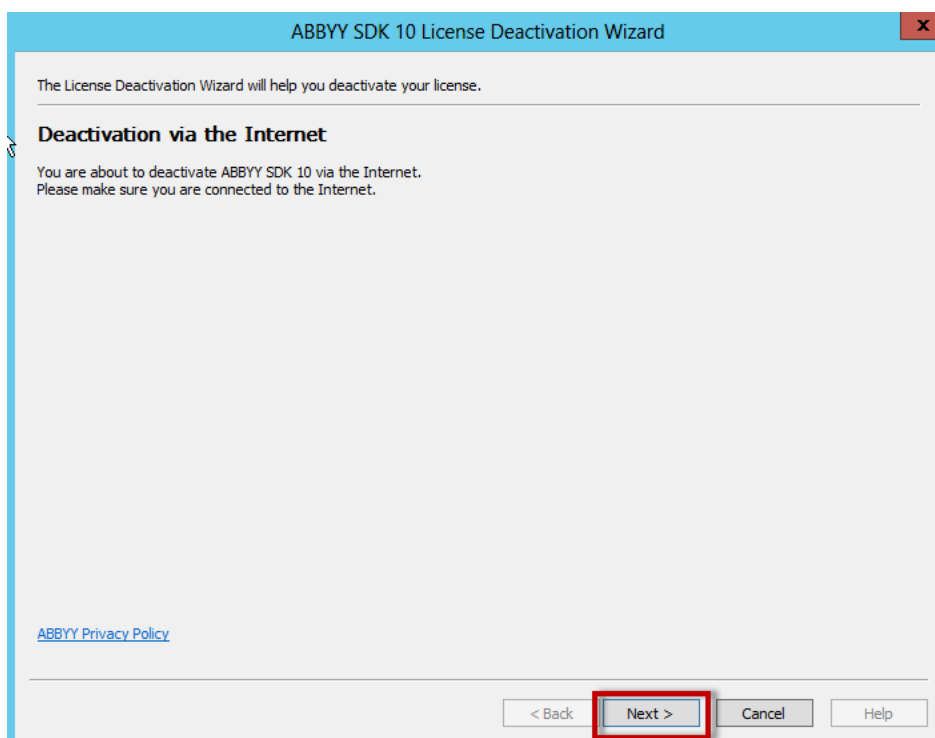 ABBYY SDK 10 License Deactivation Wizard
x
The License Deactivation Wizard will help you deactivate your license.
Deactivation via the Internet
You are about to deactivate ABBYY SDK 10 via the Internet.
Please make sure you are connected to the Internet.
ABBYY Privacy Policy
< Back Next > Cancel Help